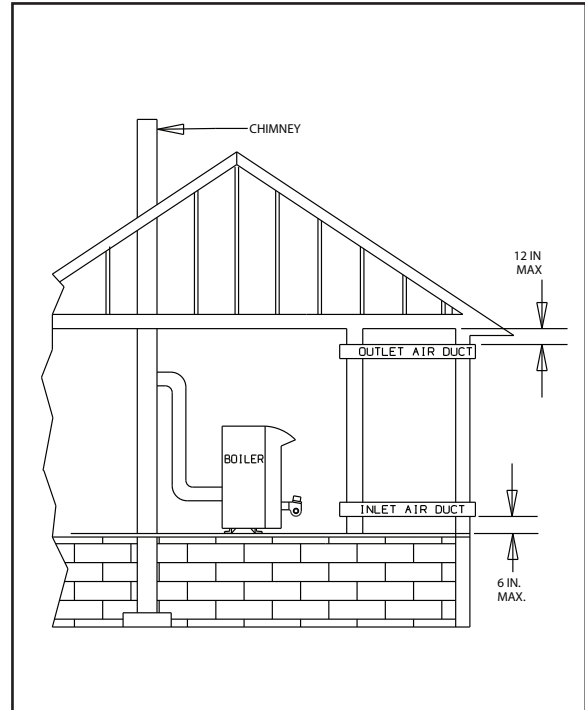 CHIMNEY
12 IN
MAX
OUTLET AIR DUCT
BOILER
INLET AIR DUCT
6 IN.
MAX.